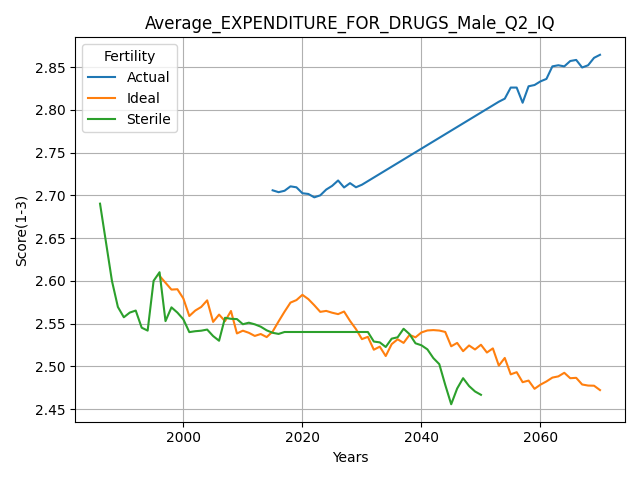 Average_EXPENDITURE_FOR_DRUGS_Male_Q2_IQ
Fertility
Actual
Ideal
Sterile
Score(1-3)
2.85
2.80
2.75
2.70
2.65
2.60
2.55
2.50
2.45
2000
2020
2040
2060
Years